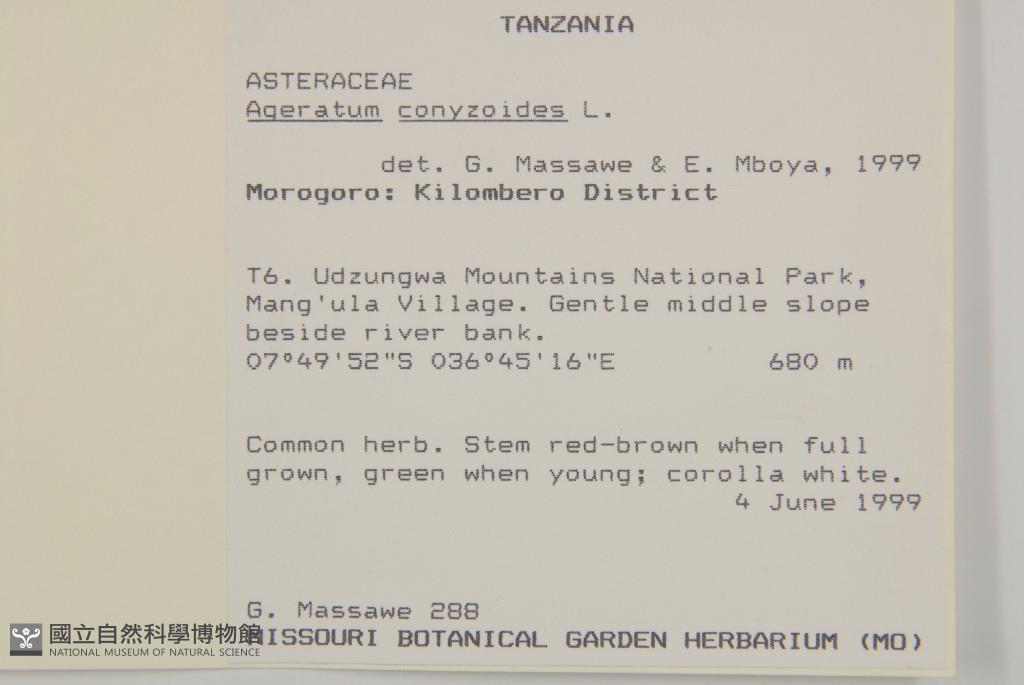 TANZANIA
ASTERACEAE
Ageratum conyzoides L.
det. G. Massawe & E. Mboya, 1999
Morogoro: Kilombero District
T6. Udzungwa Mountains National Park,
Mang'ula Village. Gentle middle slope
beside river bank.
07°49'52"S 036°45'16"E 680 m
Common herb. Stem red-brown when full
grown, green when young; corolla white.
4 June 1999
G. Massawe 288
MISSOURI BOTANICAL GARDEN HERBARIUM (MO)
國立自然科學博物館
NATIONAL MUSEUM OF NATURAL SCIENCE